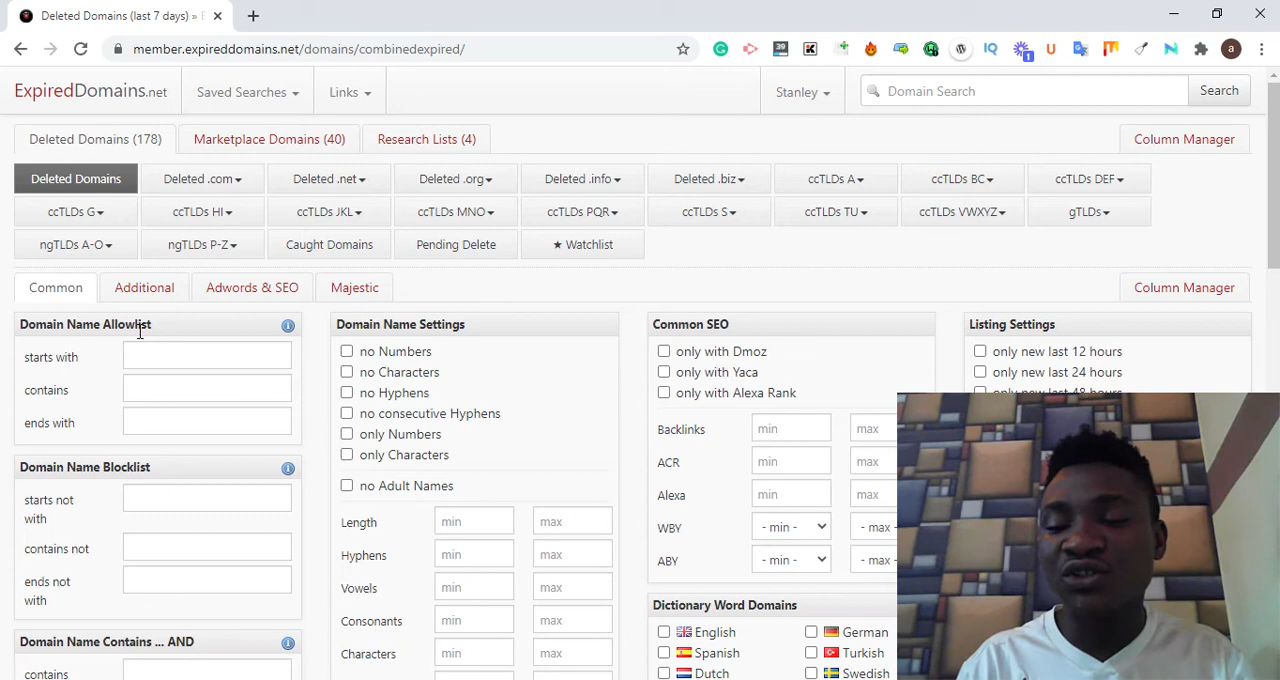 Deleted Domains (last 7 days) » E
member.expireddomains.net/domains/combinedexpired/
39 K IQ 1 U a
ExpiredDomains.net Saved Searches Links Stanley Domain Search Search
Deleted Domains (178) Marketplace Domains (40) Research Lists (4) Column Manager
Deleted Domains Deleted .com Deleted .net Deleted .org Deleted .info Deleted .biz ccTLDs A ccTLDs BC ccTLDs DEF
ccTLDs G ccTLDs HI ccTLDs JKL ccTLDs MNO ccTLDs PQR ccTLDs S ccTLDs TU ccTLDs VWXYZ gTLDs
ngTLDs A-O ngTLDs P-Z Caught Domains Pending Delete ★ Watchlist
Common Additional Adwords & SEO Majestic Column Manager
Domain Name Allowlist
starts with
contains
ends with
Domain Name Blocklist
starts not
with
contains not
ends not
with
Domain Name Contains ... AND
contains
Domain Name Settings
no Numbers
no Characters
no Hyphens
no consecutive Hyphens
only Numbers
only Characters
no Adult Names
Length min max
Hyphens min max
Vowels min max
Consonants min max
Characters min max
Common SEO
only with Dmoz
only with Yaca
only with Alexa Rank
Backlinks min max
ACR min max
Alexa min max
WBY - min - - max -
ABY - min - - max -
Dictionary Word Domains
English German
Spanish Turkish
Dutch Swedish
Listing Settings
only new last 12 hours
only new last 24 hours
only new last 48 hours